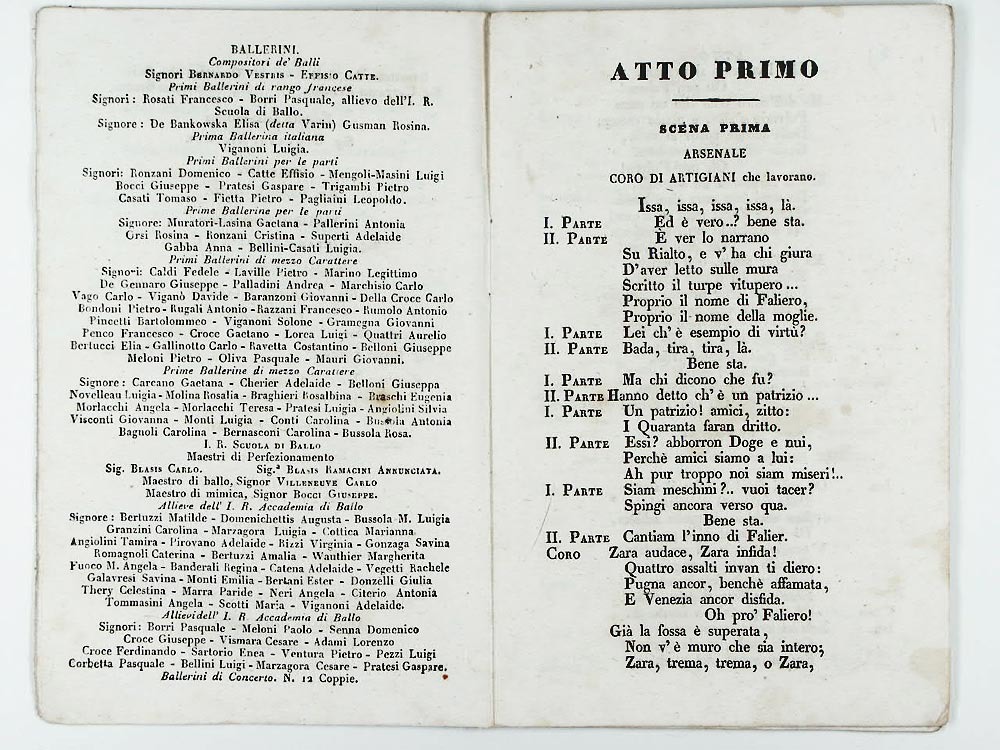 BALLERINI.
Compositori de' Balli
Signori BERNARDO VESTRIS - EFFISIO CATTE.
Primi Ballerini di rango francese
Signori: Rosati Francesco - Borri Pasquale, allievo dell'I. R.
Scuola di Ballo.
Signore: De Bankowska Elisa (detta Varin) Gusman Rosina.
Prima Ballerina italiana
Viganoni Luigia.
Primi Ballerini per le parti
Signori: Ronzani Domenico - Catte Effisio - Mengoli-Masini Luigi
Bocci Giuseppe - Pratesi Gaspare - Trigambi Pietro
Casati Tomaso - Fietta Pietro - Pagliaini Leopoldo.
Prime Ballerine per le parti
Signore: Muratori-Lasina Gaetana - Pallerini Antonia
Orsi Rosina - Ronzani Cristina - Superti Adelaide
Gabba Anna - Bellini-Casati Luigia.
Primi Ballerini di mezzo Carattere
Signori: Caldi Fedele - Laville Pietro - Marino Legittimo
De Gennaro Giuseppe - Palladini Andrea - Marchisio Carlo
Vago Carlo - Viganò Davide - Baranzoni Giovanni - Della Croce Carlo
Bondoni Pietro - Rugali Antonio - Razzani Francesco - Rumolo Antonio
Pincetti Bartolommeo - Viganoni Solone - Gramegna Giovanni
Penco Francesco - Croce Gaetano - Lorea Luigi - Quattri Aurelio
Bertucci Elia - Gallinotto Carlo - Ravetta Costantino - Belloni Giuseppe
Meloni Pietro - Oliva Pasquale - Mauri Giovanni.
Prime Ballerine di mezzo Carattere
Signore: Carcano Gaetana - Cherier Adelaide - Belloni Giuseppa
Novelleau Luigia - Molina Rosalia - Braghieri Rosalbina - Braschi Eugenia
Morlacchi Angela - Morlacchi Teresa - Pratesi Luigia - Angiolini Silvia
Visconti Giovanna - Monti Luigia - Conti Carolina - Bussola Antonia
Bagnoli Carolina - Bernasconi Carolina - Bussola Rosa.
I. R. SCUOLA DI BALLO
Maestri di Perfezionamento
Sig. BLASIS CARLO. Sig.ª BLASIS RAMACINI ANNUNCIATA.
Maestro di ballo, Signor VILLENEUVE CARLO
Maestro di mimica, Signor BOCCI GIUSEPPE.
Allieve dell' I. R. Accademia di Ballo
Signore: Bertuzzi Matilde - Domenichettis Augusta - Bussola M. Luigia
Granzini Carolina - Marzagora Luigia - Cottica Marianna
Angiolini Tamira - Pirovano Adelaide - Rizzi Virginia - Gonzaga Savina
Romagnoli Caterina - Bertuzzi Amalia - Wauthier Margherita
Fuoco M. Angela - Banderali Regina - Catena Adelaide - Vegetti Rachele
Galavresi Savina - Monti Emilia - Bertani Ester - Donzelli Giulia
Thery Celestina - Marra Paride - Neri Angela - Citerio Antonia
Tommasini Angela - Scotti Maria - Viganoni Adelaide.
Allievi dell' I. R. Accademia di Ballo
Signori: Borri Pasquale - Meloni Paolo - Senna Domenico
Croce Giuseppe - Vismara Cesare - Adami Lorenzo
Croce Ferdinando - Sartorio Enea - Ventura Pietro - Pezzi Luigi
Corbetta Pasquale - Bellini Luigi - Marzagora Cesare - Pratesi Gaspare.
Ballerini di Concerto. N. 12 Coppie.
ATTO PRIMO
SCENA PRIMA
ARSENALE
CORO DI ARTIGIANI che lavorano.
Issa, issa, issa, issa, là.
I. PARTE Ed è vero..? bene sta.
II. PARTE E ver lo narrano
Su Rialto, e v' ha chi giura
D'aver letto sulle mura
Scritto il turpe vitupero ...
Proprio il nome di Faliero,
Proprio il nome della moglie.
I. PARTE Lei ch' è esempio di virtù?
II. PARTE Bada, tira, tira, là.
Bene sta.
I. PARTE Ma chi dicono che fu?
II. PARTE Hanno detto ch' è un patrizio ...
I. PARTE Un patrizio! amici, zitto:
I Quaranta faran dritto.
II. PARTE Essi? abborron Doge e nui,
Perchè amici siamo a lui:
Ah pur troppo noi siam miseri!..
I. PARTE Siam meschini?.. vuoi tacer?
Spingi ancora verso qua.
Bene sta.
II. PARTE Cantiam l'inno di Falier.
CORO Zara audace, Zara infida!
Quattro assalti invan ti diero:
Pugna ancor, benchè affamata,
E Venezia ancor disfida.
Oh pro' Faliero!
Già la fossa è superata,
Non v' è muro che sia intero;
Zara, trema, trema, o Zara,